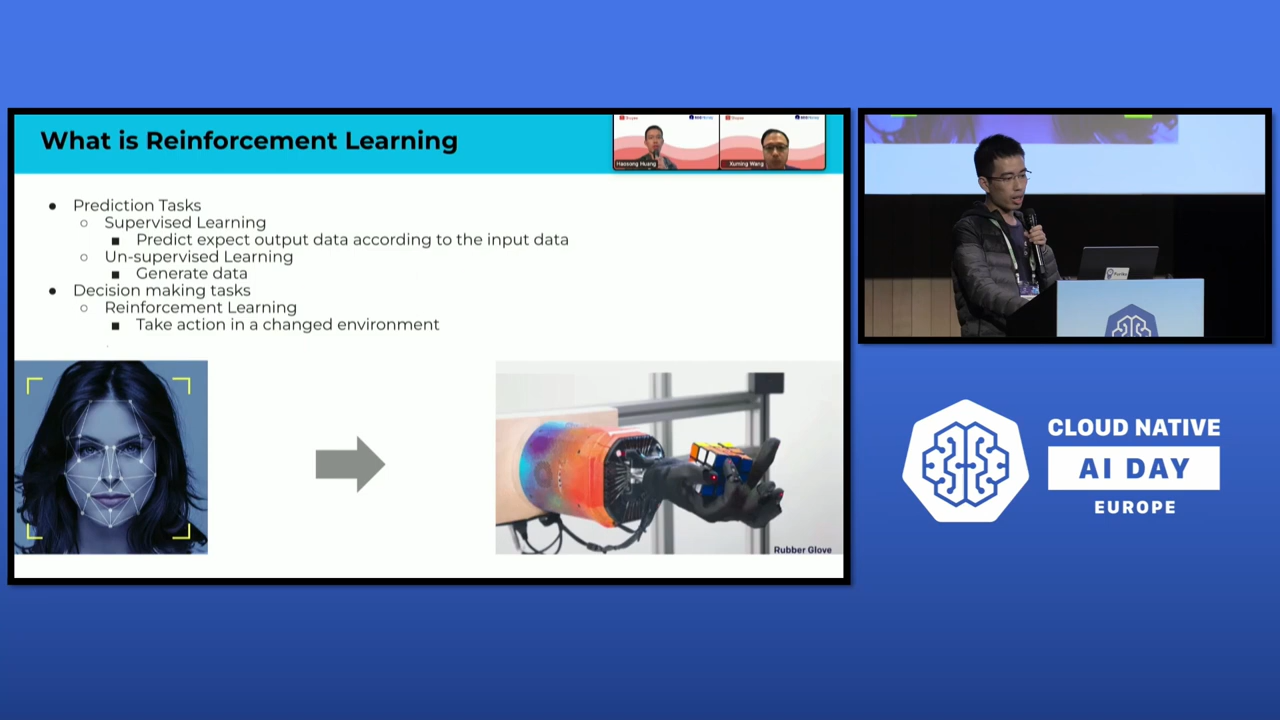 What is Reinforcement Learning
Haoxong Huang
Xuming Wang
● Prediction Tasks
○ Supervised Learning
■ Predict expect output data according to the input data
○ Un-supervised Learning
■ Generate data
● Decision making tasks
○ Reinforcement Learning
■ Take action in a changed environment
Rubber Glove
CLOUD NATIVE
AI DAY
EUROPE